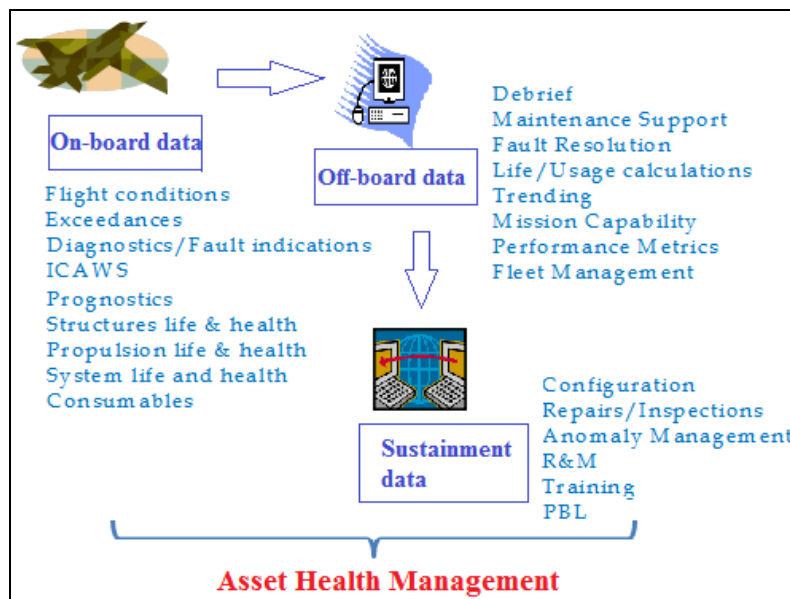 On-board data
Flight conditions
Exceedances
Diagnostics/Fault indications
ICAWS
Prognostics
Structures life & health
Propulsion life & health
System life and health
Consumables
Off-board data
Debrief
Maintenance Support
Fault Resolution
Life/Usage calculations
Trending
Mission Capability
Performance Metrics
Fleet Management
Sustainment
data
Configuration
Repairs/Inspections
Anomaly Management
R&M
Training
PBL
Asset Health Management